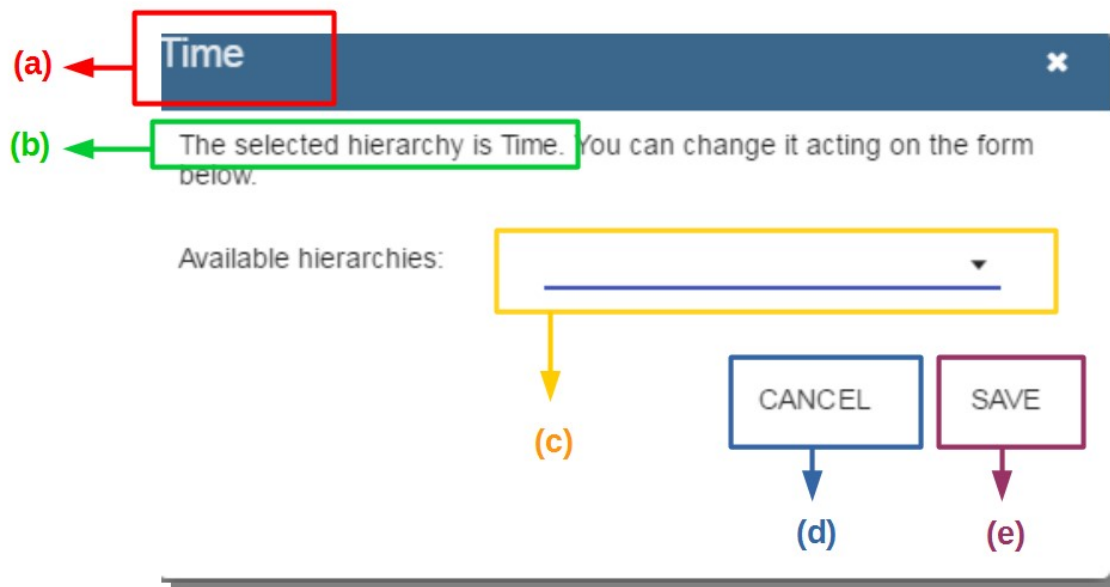 (a)
Time
(b)
The selected hierarchy is Time. You can change it acting on the form
below.
Available hierarchies:
(c)
CANCEL
SAVE
(d)
(e)